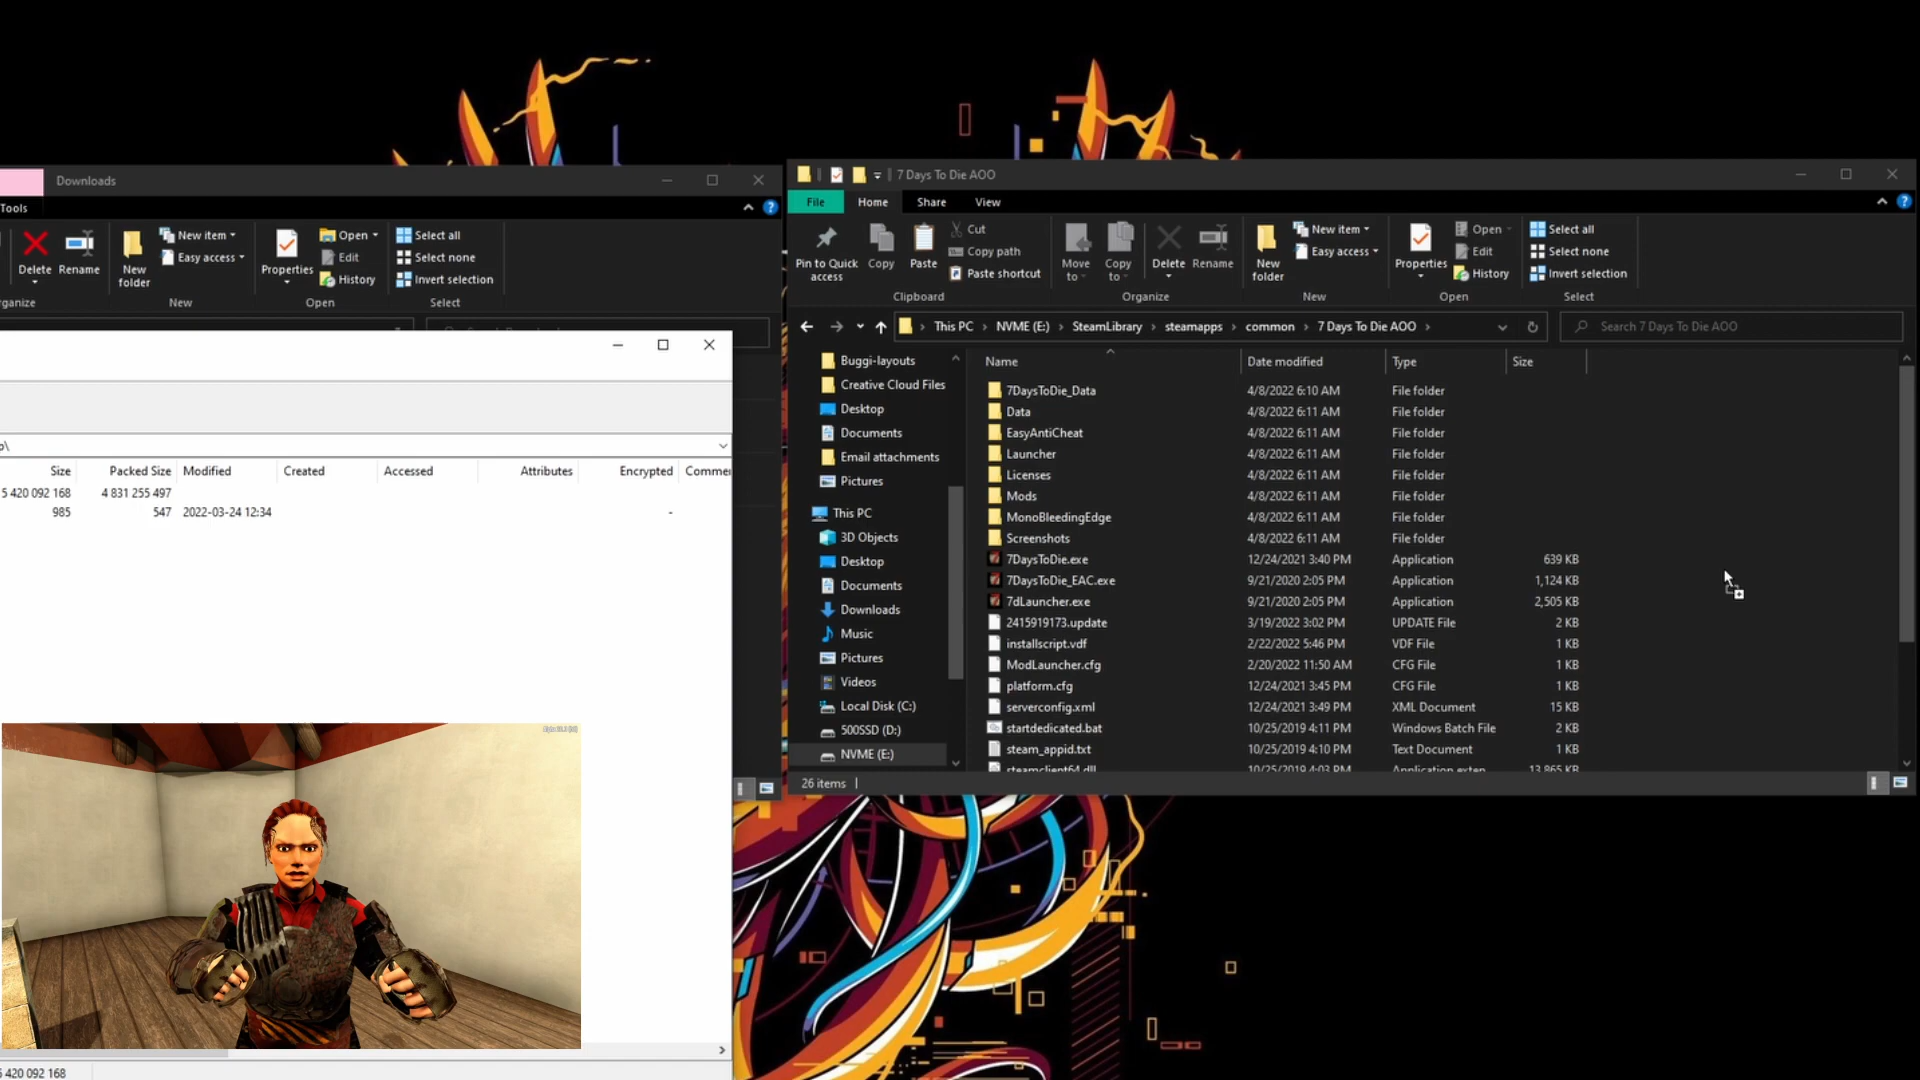 Downloads
Tools
Delete
Rename
New folder
New item
Easy access
Properties
Open
Edit
History
Select all
Select none
Invert selection
New
Open
Select
Size Packed Size Modified Created Accessed Attributes Encrypted
5 420 092 168 4 831 255 497
985 547 2022-03-24 12:34 -
5 420 092 168
7 Days To Die AOO
File Home Share View
Pin to Quick access
Copy
Paste
Cut
Copy path
Paste shortcut
Move to
Copy to
Delete
Rename
New folder
New item
Easy access
Properties
Open
Edit
History
Select all
Select none
Invert selection
Clipboard
Organize
New
Open
Select
This PC > NVME (E:) > SteamLibrary > steamapps > common > 7 Days To Die AOO >
Search 7 Days To Die AOO
Buggi-layouts
Creative Cloud Files
Desktop
Documents
Email attachments
Pictures
This PC
3D Objects
Desktop
Documents
Downloads
Music
Pictures
Videos
Local Disk (C:)
500SSD (D:)
NVME (E:)
Name Date modified Type Size
7DaysToDie_Data 4/8/2022 6:10 AM File folder
Data 4/8/2022 6:11 AM File folder
EasyAntiCheat 4/8/2022 6:11 AM File folder
Launcher 4/8/2022 6:11 AM File folder
Licenses 4/8/2022 6:11 AM File folder
Mods 4/8/2022 6:11 AM File folder
MonoBleedingEdge 4/8/2022 6:11 AM File folder
Screenshots 4/8/2022 6:11 AM File folder
7DaysToDie.exe 12/24/2021 3:40 PM Application 639 KB
7DaysToDie_EAC.exe 9/21/2020 2:05 PM Application 1,124 KB
7dLauncher.exe 9/21/2020 2:05 PM Application 2,505 KB
2415919173.update 3/19/2022 3:02 PM UPDATE File 2 KB
installscript.vdf 2/22/2022 5:46 PM VDF File 1 KB
ModLauncher.cfg 2/20/2022 11:50 AM CFG File 1 KB
platform.cfg 12/24/2021 3:45 PM CFG File 1 KB
serverconfig.xml 12/24/2021 3:49 PM XML Document 15 KB
startdedicated.bat 10/25/2019 4:11 PM Windows Batch File 2 KB
steam_appid.txt 10/25/2019 4:10 PM Text Document 1 KB
steamclient64.dll 10/25/2019 4:03 PM Application exten 13,865 KB
26 items